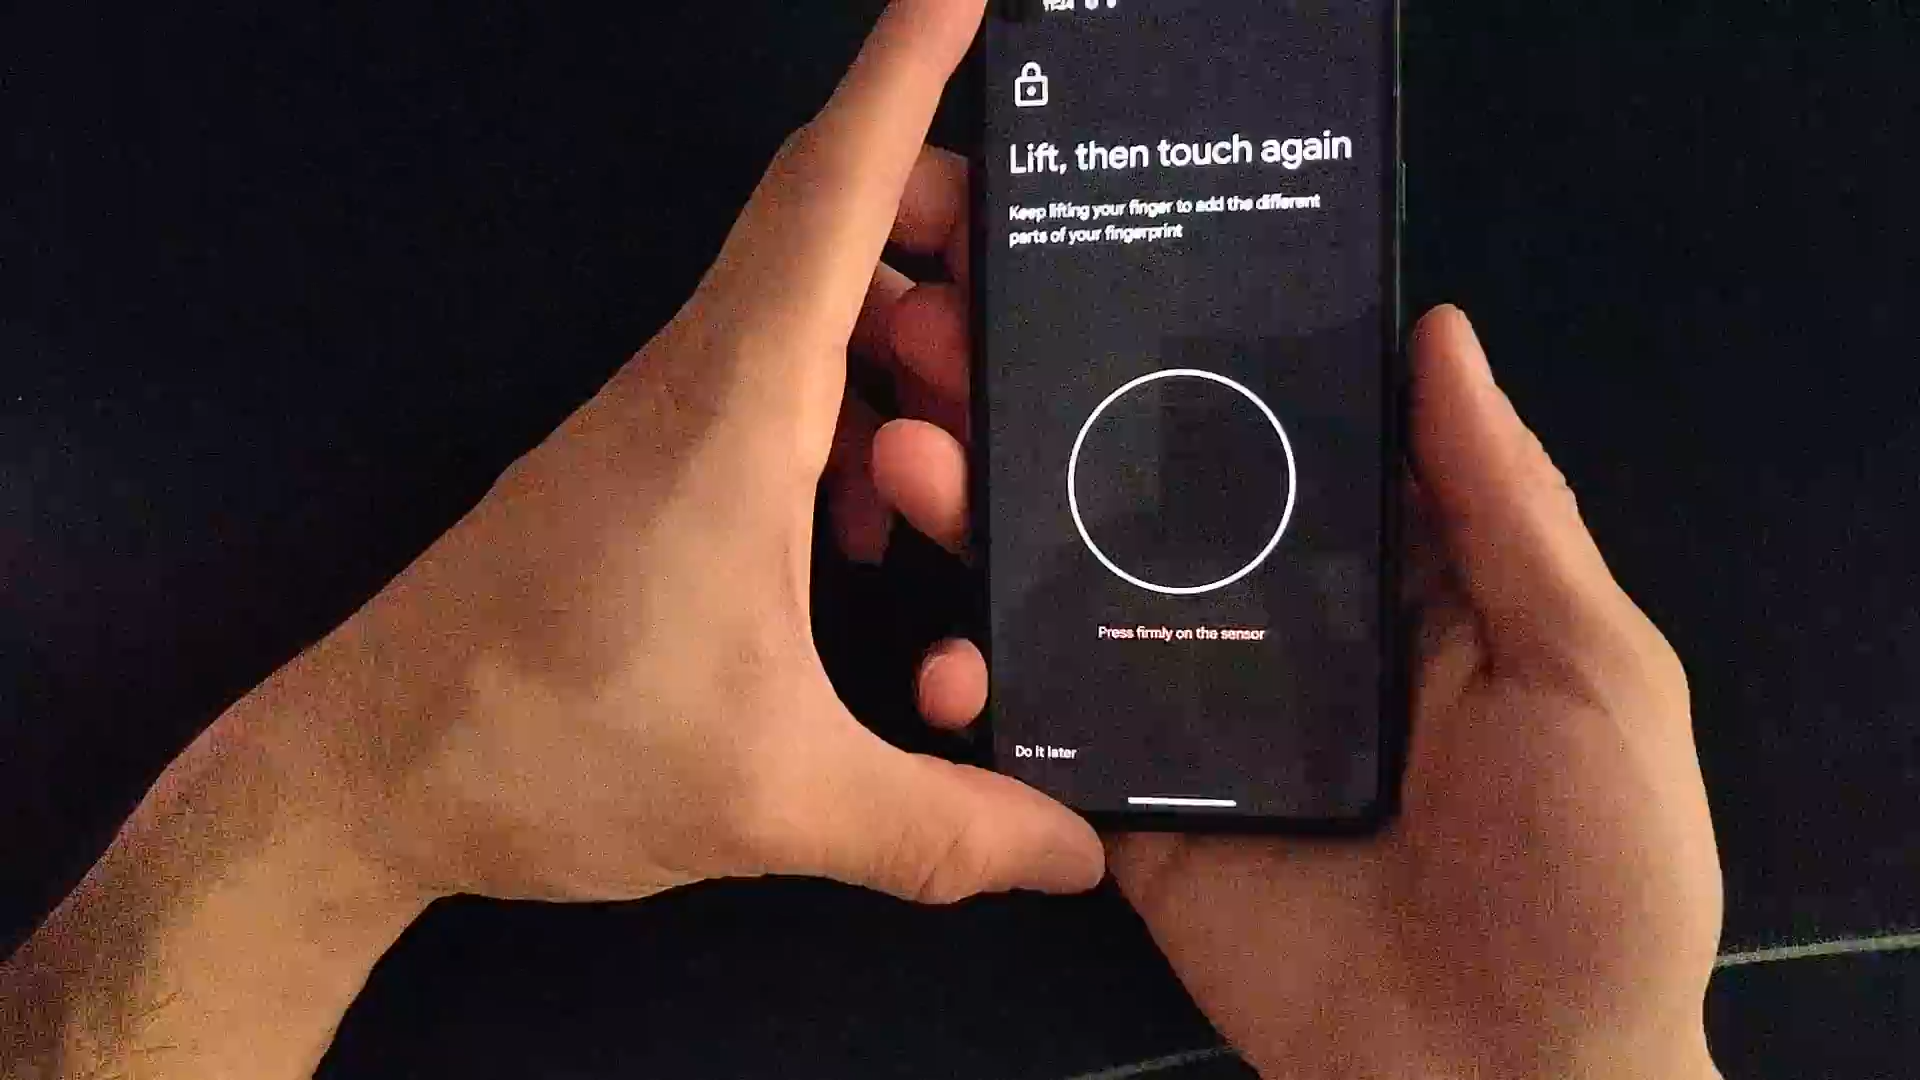 Lift, then touch again
Keep lifting your finger to add the different
parts of your fingerprint
Press firmly on the sensor
Do it later